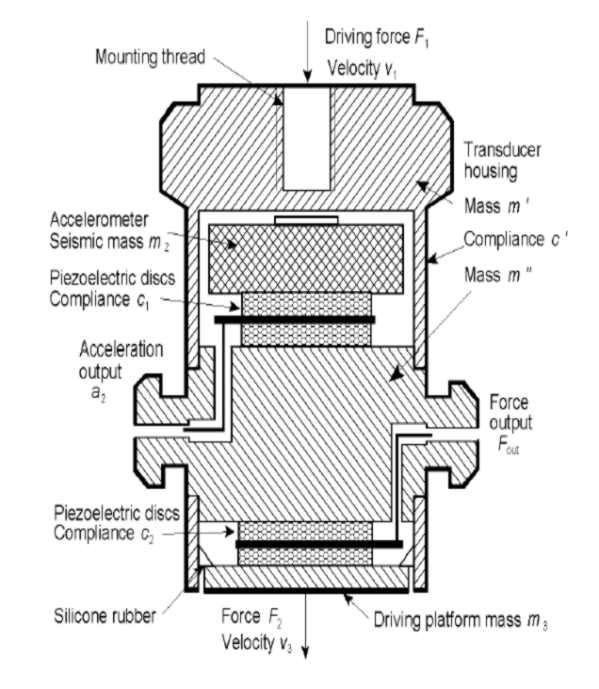 Driving force F₁
Velocity v₁
Mounting thread
Transducer
housing
Mass m'
Compliance c'
Mass m"
Accelerometer
Seismic mass m₂
Piezoelectric discs
Compliance c₁
Acceleration
output
a₂
Force
output
Fout
Piezoelectric discs
Compliance c₂
Silicone rubber
Force F₂
Velocity v₃
Driving platform mass m₃